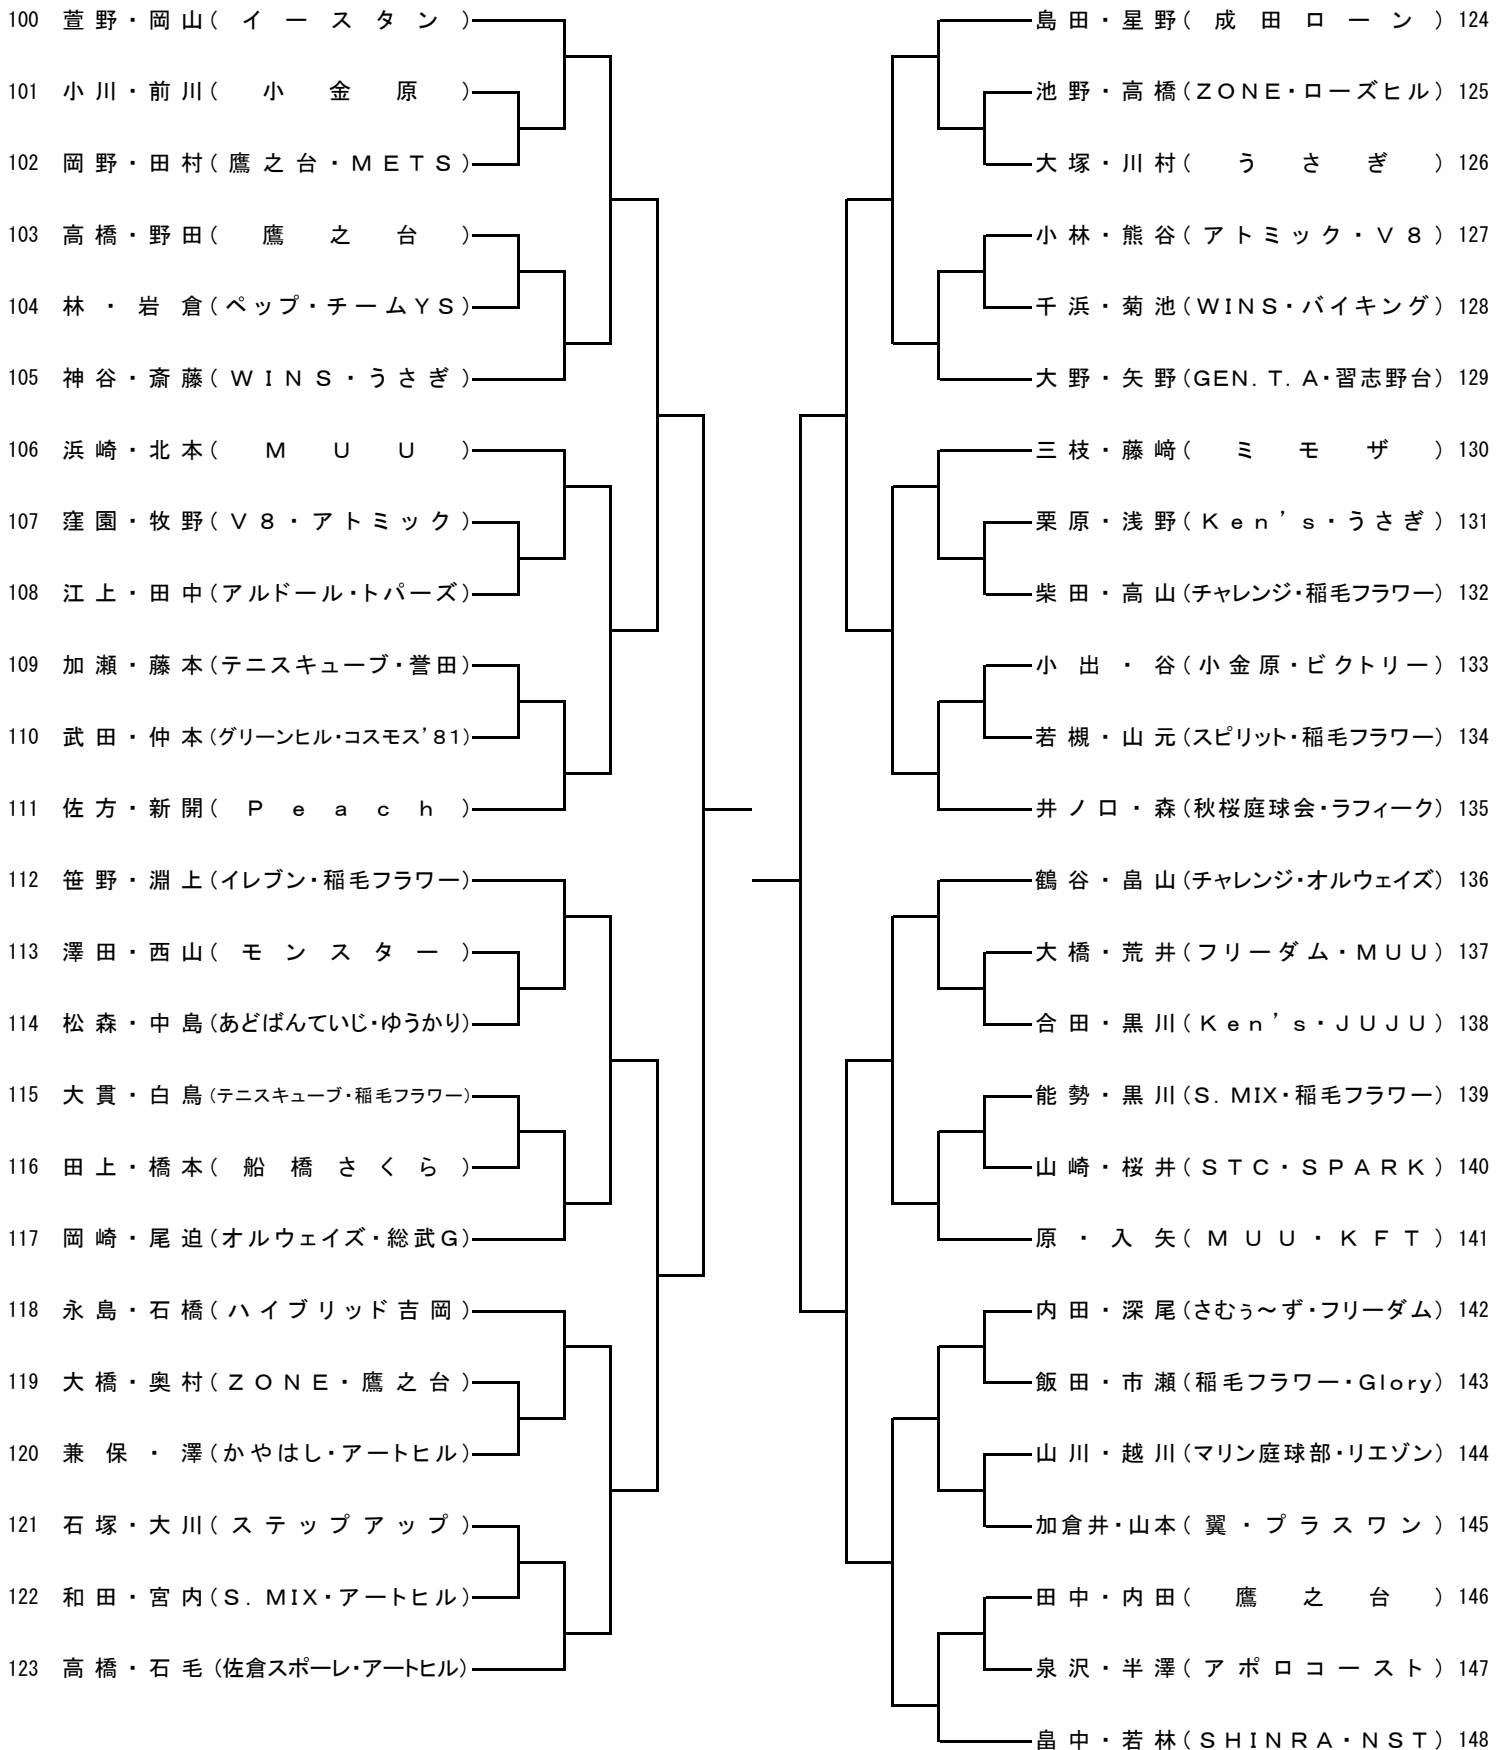 100 萱野・岡山(イースタン)
101 小川・前川(小金原)
102 岡野・田村(鷹之台・METS)
103 高橋・野田(鷹之台)
104 林・岩倉(ペップ・チームYS)
105 神谷・斎藤(WINS・うさぎ)
106 浜崎・北本(MUU)
107 窪園・牧野(V8・アトミック)
108 江上・田中(アルドール・トパーズ)
109 加瀬・藤本(テニスキューブ・誉田)
110 武田・仲本(グリーンヒル・コスモス’81)
111 佐方・新開(Peach)
112 笹野・淵上(イレブン・稲毛フラワー)
113 澤田・西山(モンスター)
114 松森・中島(あどばんていじ・ゆうかり)
115 大貫・白鳥(テニスキューブ・稲毛フラワー)
116 田上・橋本(船橋さくら)
117 岡崎・尾迫(オルウェイズ・総武G)
118 永島・石橋(ハイブリッド吉岡)
119 大橋・奥村(ZONE・鷹之台)
120 兼保・澤(かやはし・アートヒル)
121 石塚・大川(ステップアップ)
122 和田・宮内(S.MIX・アートヒル)
123 高橋・石毛(佐倉スポーレ・アートヒル)
島田・星野(成田ローン) 124
池野・高橋(ZONE・ローズヒル) 125
大塚・川村(うさぎ) 126
小林・熊谷(アトミック・V8) 127
千浜・菊池(WINS・バイキング) 128
大野・矢野(GEN.T.A・習志野台) 129
三枝・藤﨑(ミモザ) 130
栗原・浅野(Ken’s・うさぎ) 131
柴田・高山(チャレンジ・稲毛フラワー) 132
小出・谷(小金原・ビクトリー) 133
若槻・山元(スピリット・稲毛フラワー) 134
井ノ口・森(秋桜庭球会・ラフィーク) 135
鶴谷・畠山(チャレンジ・オルウェイズ) 136
大橋・荒井(フリーダム・MUU) 137
合田・黒川(Ken’s・JUJU) 138
能勢・黒川(S.MIX・稲毛フラワー) 139
山崎・桜井(STC・SPARK) 140
原・入矢(MUU・KFT) 141
内田・深尾(さむぅ～ず・フリーダム) 142
飯田・市瀬(稲毛フラワー・Glory) 143
山川・越川(マリン庭球部・リエゾン) 144
加倉井・山本(翼・プラスワン) 145
田中・内田(鷹之台) 146
泉沢・半澤(アポロコースト) 147
畠中・若林(SHINRA・NST) 148